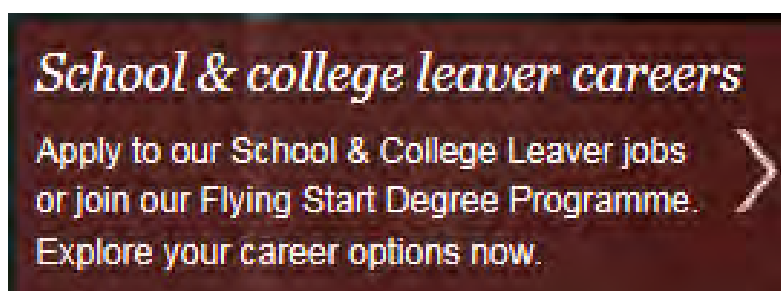 School & college leaver careers
Apply to our School & College Leaver jobs
or join our Flying Start Degree Programme.
Explore your career options now.